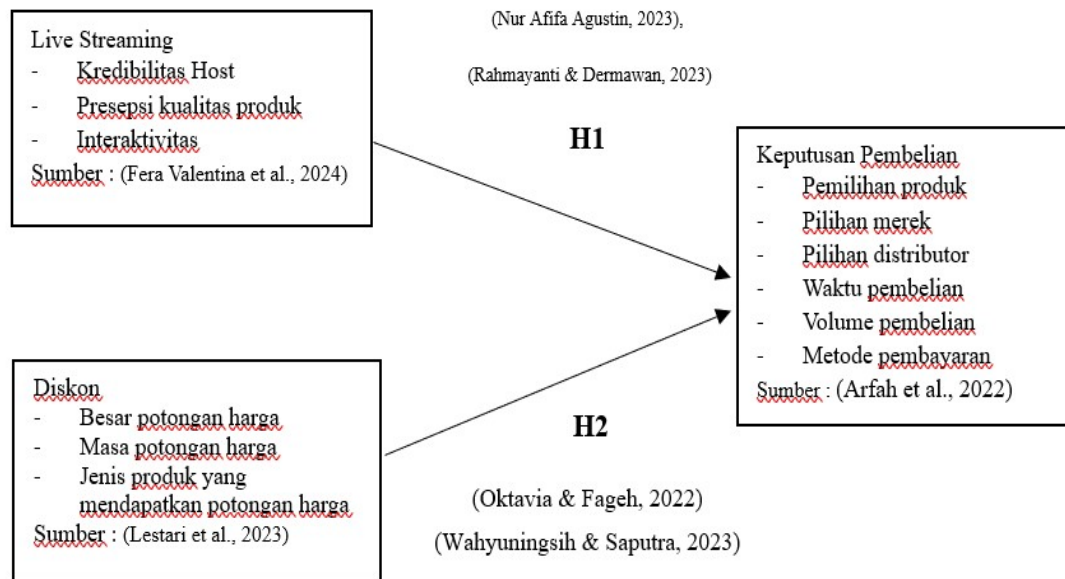 Live Streaming
- Kredibilitas Host
- Presepsi kualitas produk
- Interaktivitas
Sumber : (Fera Valentina et al., 2024)
(Nur Afifa Agustin, 2023),
(Rahmayanti & Dermawan, 2023)
H1
Keputusan Pembelian
- Pemilihan produk
- Pilihan merek
- Pilihan distributor
- Waktu pembelian
- Volume pembelian
- Metode pembayaran
Sumber : (Arfah et al., 2022)
Diskon
- Besar potongan harga
- Masa potongan harga
- Jenis produk yang
mendapatkan potongan harga
Sumber : (Lestari et al., 2023)
H2
(Oktavia & Fageh, 2022)
(Wahyuningsih & Saputra, 2023)